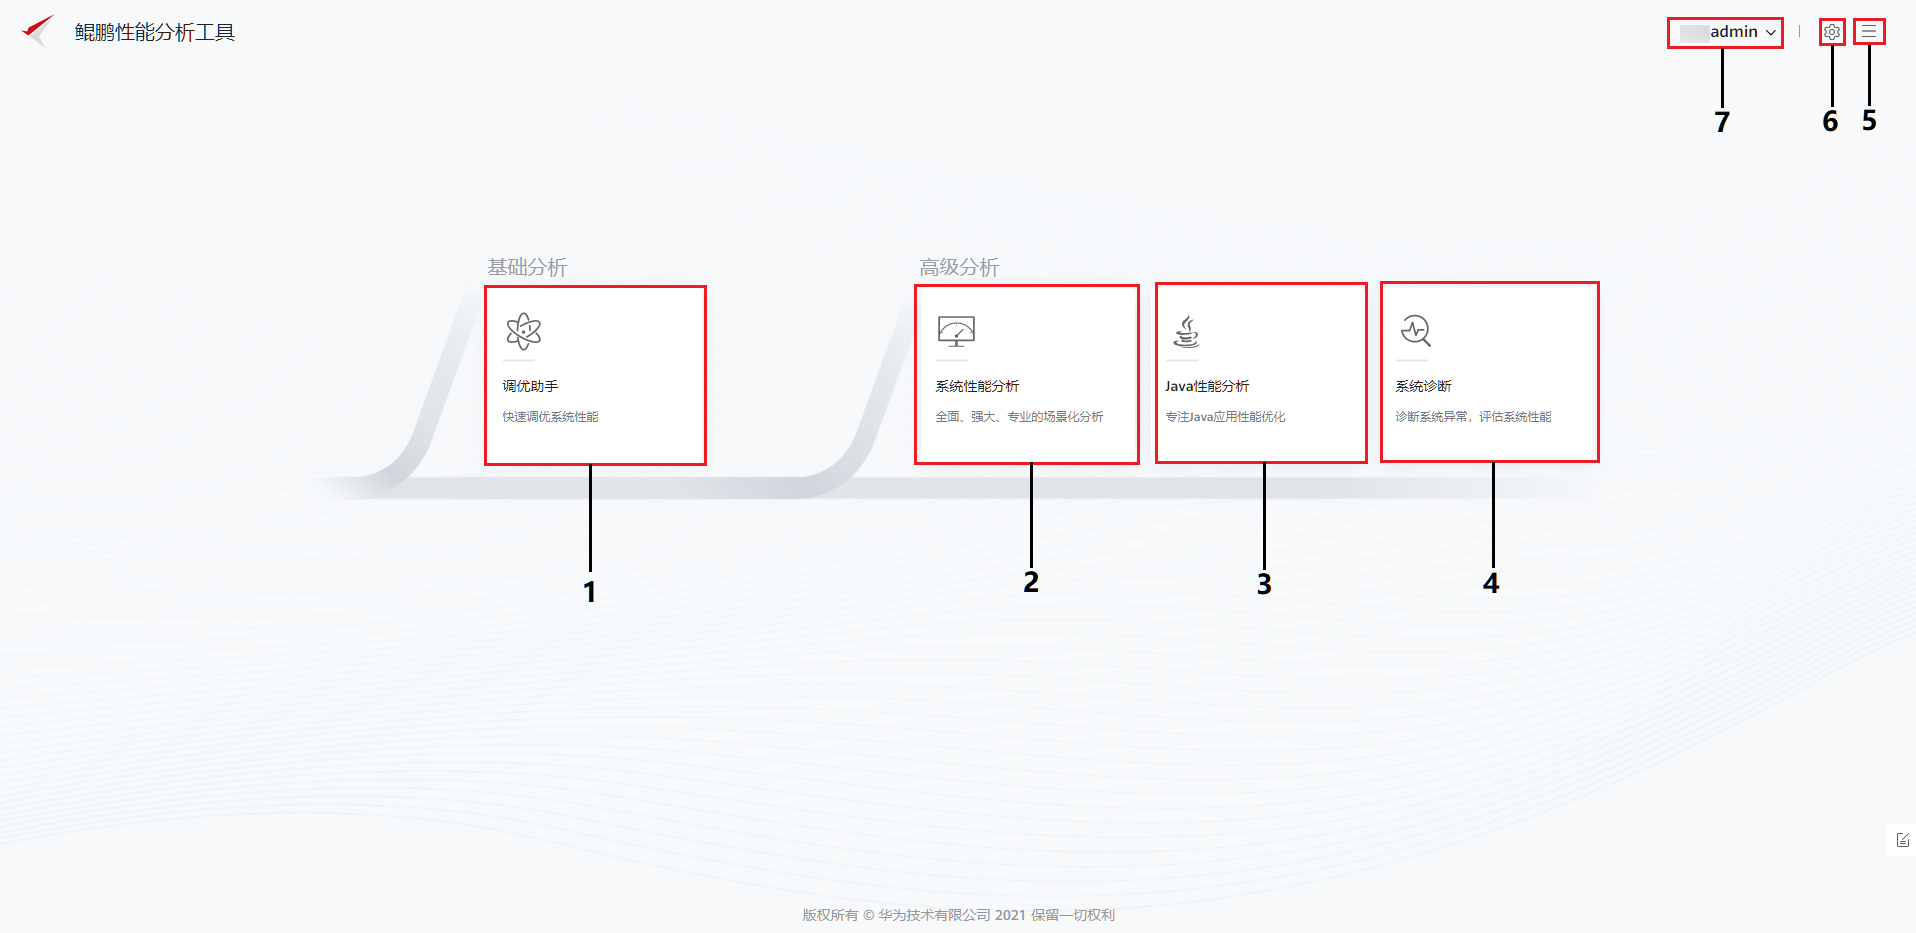 鲲鹏性能分析工具
admin
7
6
5
基础分析
高级分析
调优助手
快速调优系统性能
系统性能分析
全面、强大、专业的场景化分析
Java性能分析
专注Java应用性能优化
系统诊断
诊断系统异常，评估系统性能
1
2
3
4
版权所有 © 华为技术有限公司 2021 保留一切权利